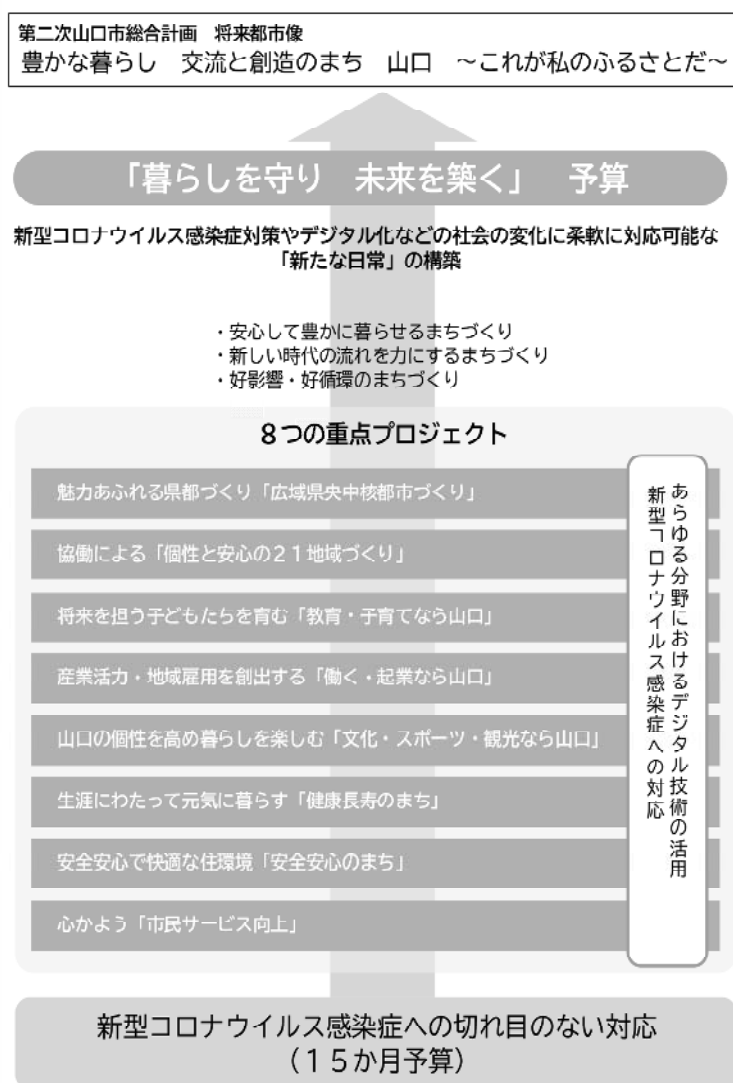 第二次山口市総合計画　将来都市像
豊かな暮らし　交流と創造のまち　山口　～これが私のふるさとだ～
「暮らしを守り　未来を築く」　予算
新型コロナウイルス感染症対策やデジタル化などの社会の変化に柔軟に対応可能な
「新たな日常」の構築
・安心して豊かに暮らせるまちづくり
・新しい時代の流れを力にするまちづくり
・好影響・好循環のまちづくり
８つの重点プロジェクト
魅力あふれる県都づくり「広域県央中核都市づくり」
協働による「個性と安心の２１地域づくり」
将来を担う子どもたちを育む「教育・子育てなら山口」
産業活力・地域雇用を創出する「働く・起業なら山口」
山口の個性を高め暮らしを楽しむ「文化・スポーツ・観光なら山口」
生涯にわたって元気に暮らす「健康長寿のまち」
安全安心で快適な住環境「安全安心のまち」
心かよう「市民サービス向上」
あらゆる分野におけるデジタル技術の活用
新型コロナウイルス感染症への対応
新型コロナウイルス感染症への切れ目のない対応
（１５か月予算）